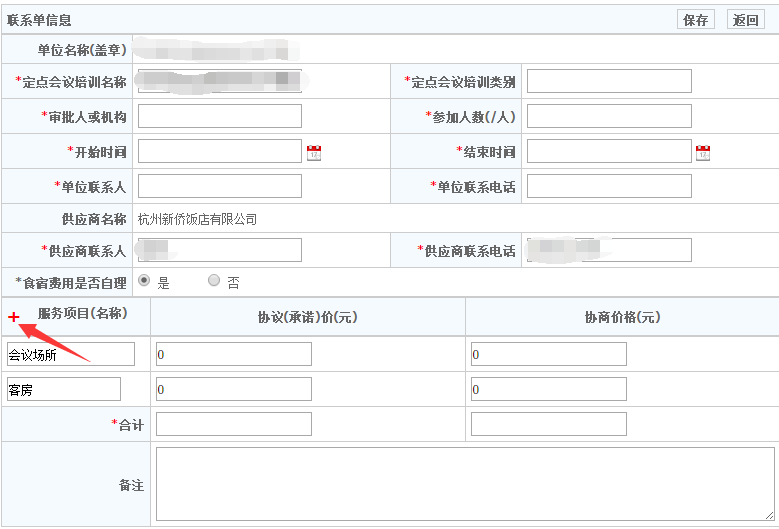 联系单信息 保存 返回
单位名称(盖章)
*定点会议培训名称 *定点会议培训类别
*审批人或机构 *参加人数(/人)
*开始时间 *结束时间
*单位联系人 *单位联系电话
供应商名称 杭州新侨饭店有限公司
*供应商联系人 *供应商联系电话
*食宿费用是否自理 是 否
+ 服务项目(名称) 协议(承诺)价(元) 协商价格(元)
会议场所 0 0
客房 0 0
*合计
备注